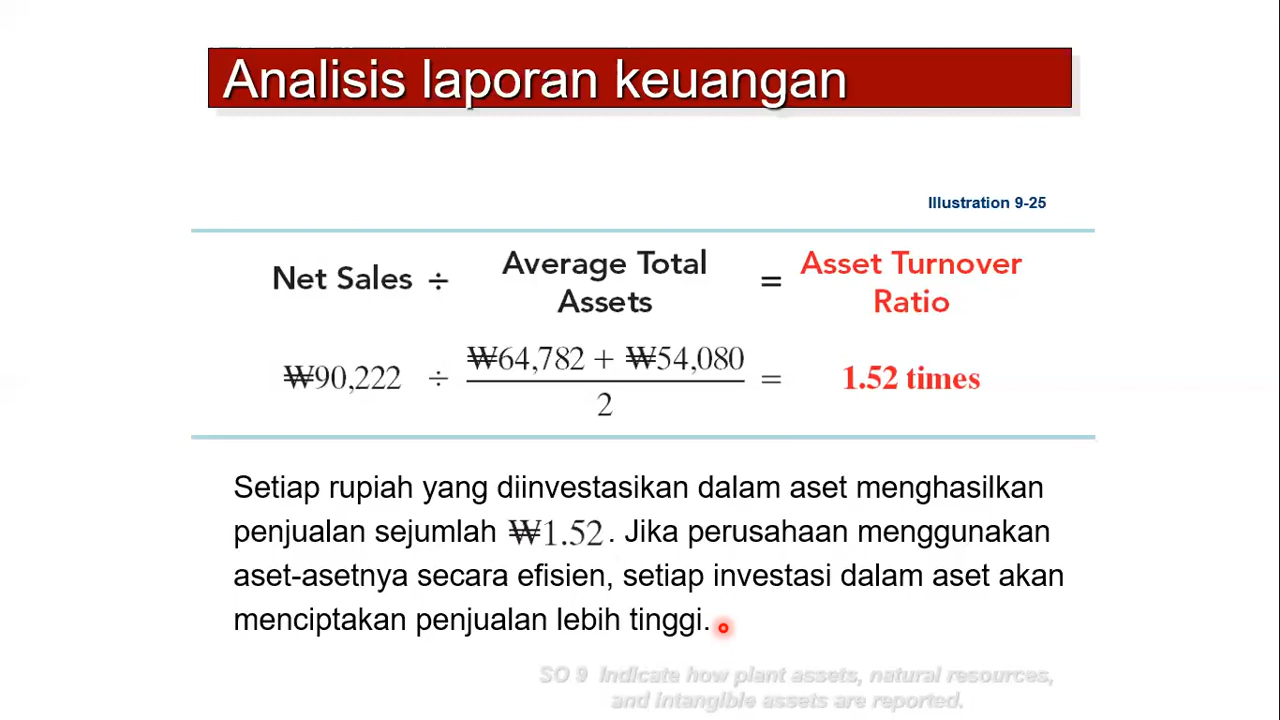 Analisis laporan keuangan
Illustration 9-25
Net Sales ÷ Average Total Assets = Asset Turnover Ratio
₩90,222 ÷ (₩64,782 + ₩54,080) / 2 = 1.52 times
Setiap rupiah yang diinvestasikan dalam aset menghasilkan
penjualan sejumlah ₩1.52. Jika perusahaan menggunakan
aset-asetnya secara efisien, setiap investasi dalam aset akan
menciptakan penjualan lebih tinggi.
SO 9 Indicate how plant assets, natural resources,
and intangible assets are reported.